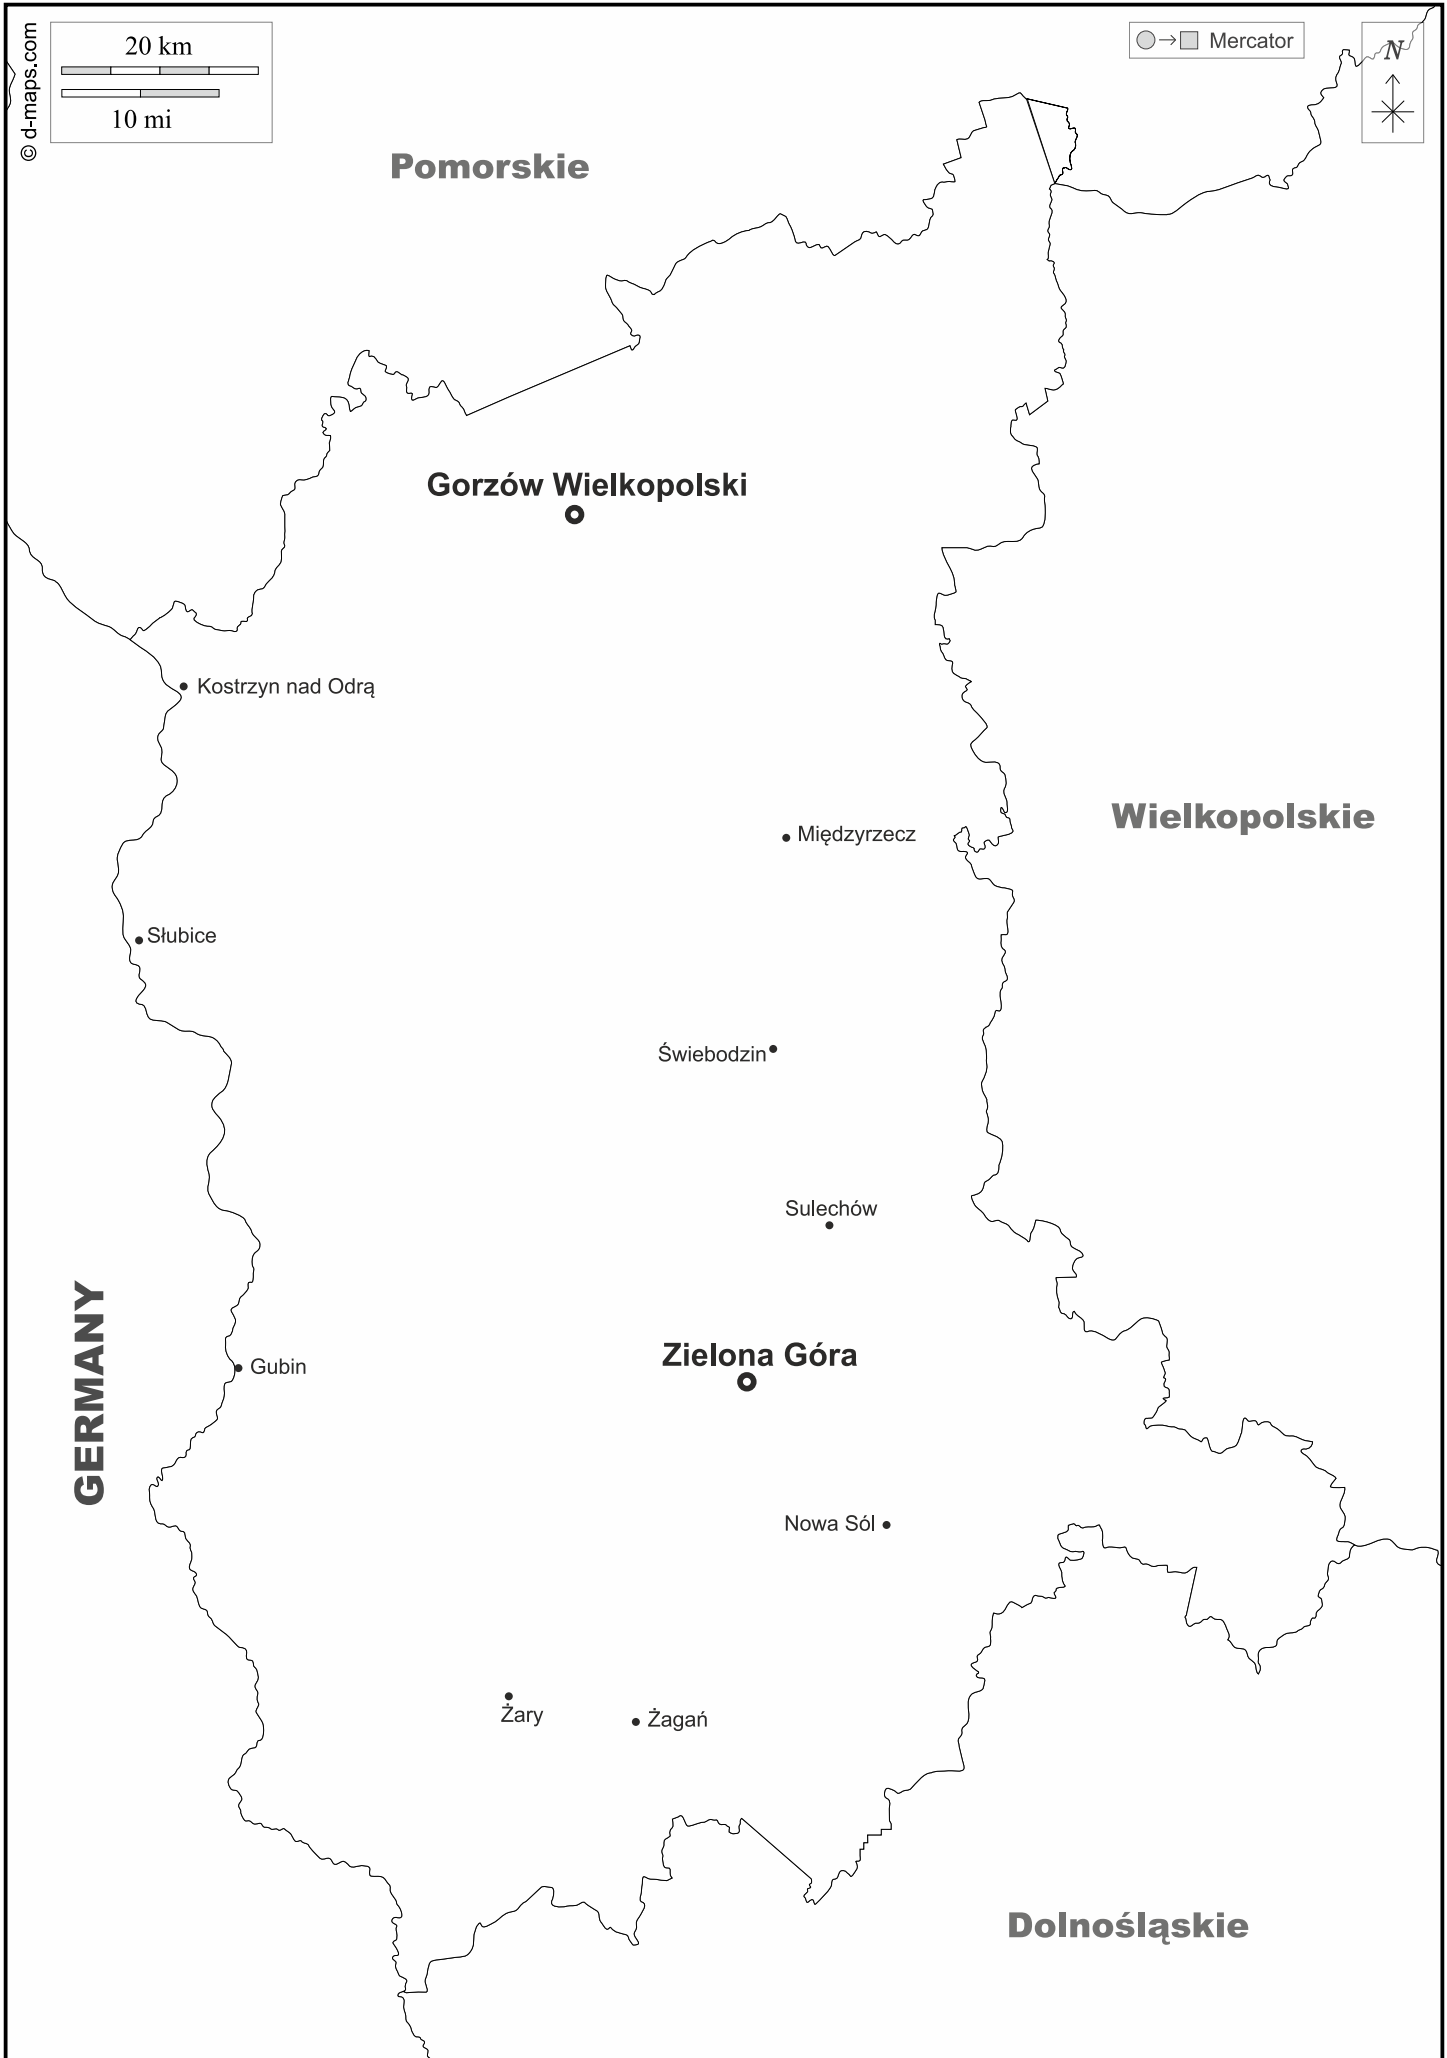 © d-maps.com
20 km
10 mi
Mercator
N
Pomorskie
Gorzów Wielkopolski
Kostrzyn nad Odrą
Wielkopolskie
Międzyrzecz
Słubice
Świebodzin
Sulechów
GERMANY
Zielona Góra
Gubin
Nowa Sól
Żary
Żagań
Dolnośląskie